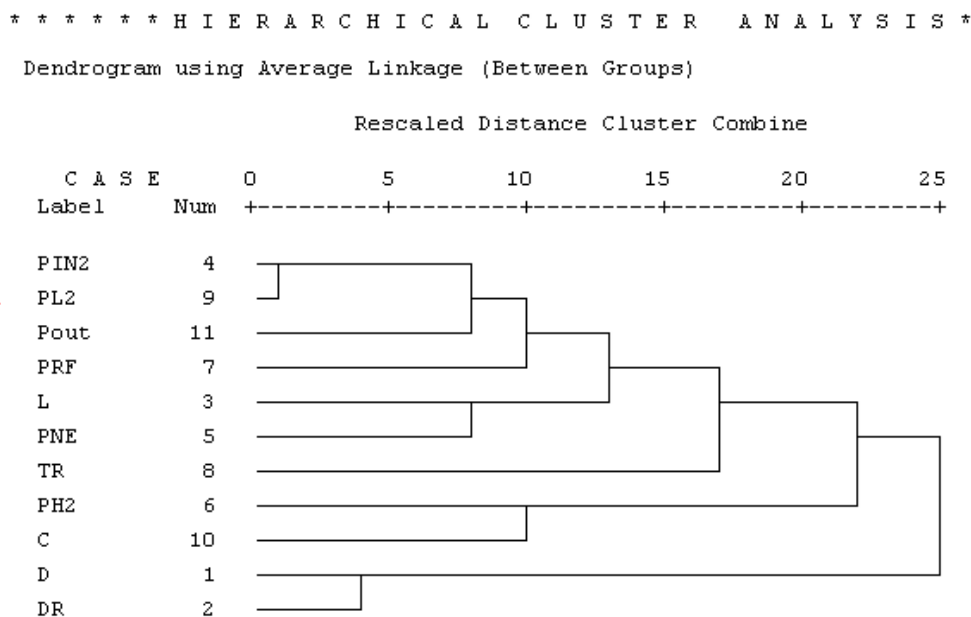 * * * * * * H I E R A R C H I C A L   C L U S T E R   A N A L Y S I S *
Dendrogram using Average Linkage (Between Groups)
Rescaled Distance Cluster Combine
C A S E 0 5 10 15 20 25
Label Num +---------+---------+---------+---------+---------+
PIN2 4
PL2 9
Pout 11
PRF 7
L 3
PNE 5
TR 8
PH2 6
C 10
D 1
DR 2